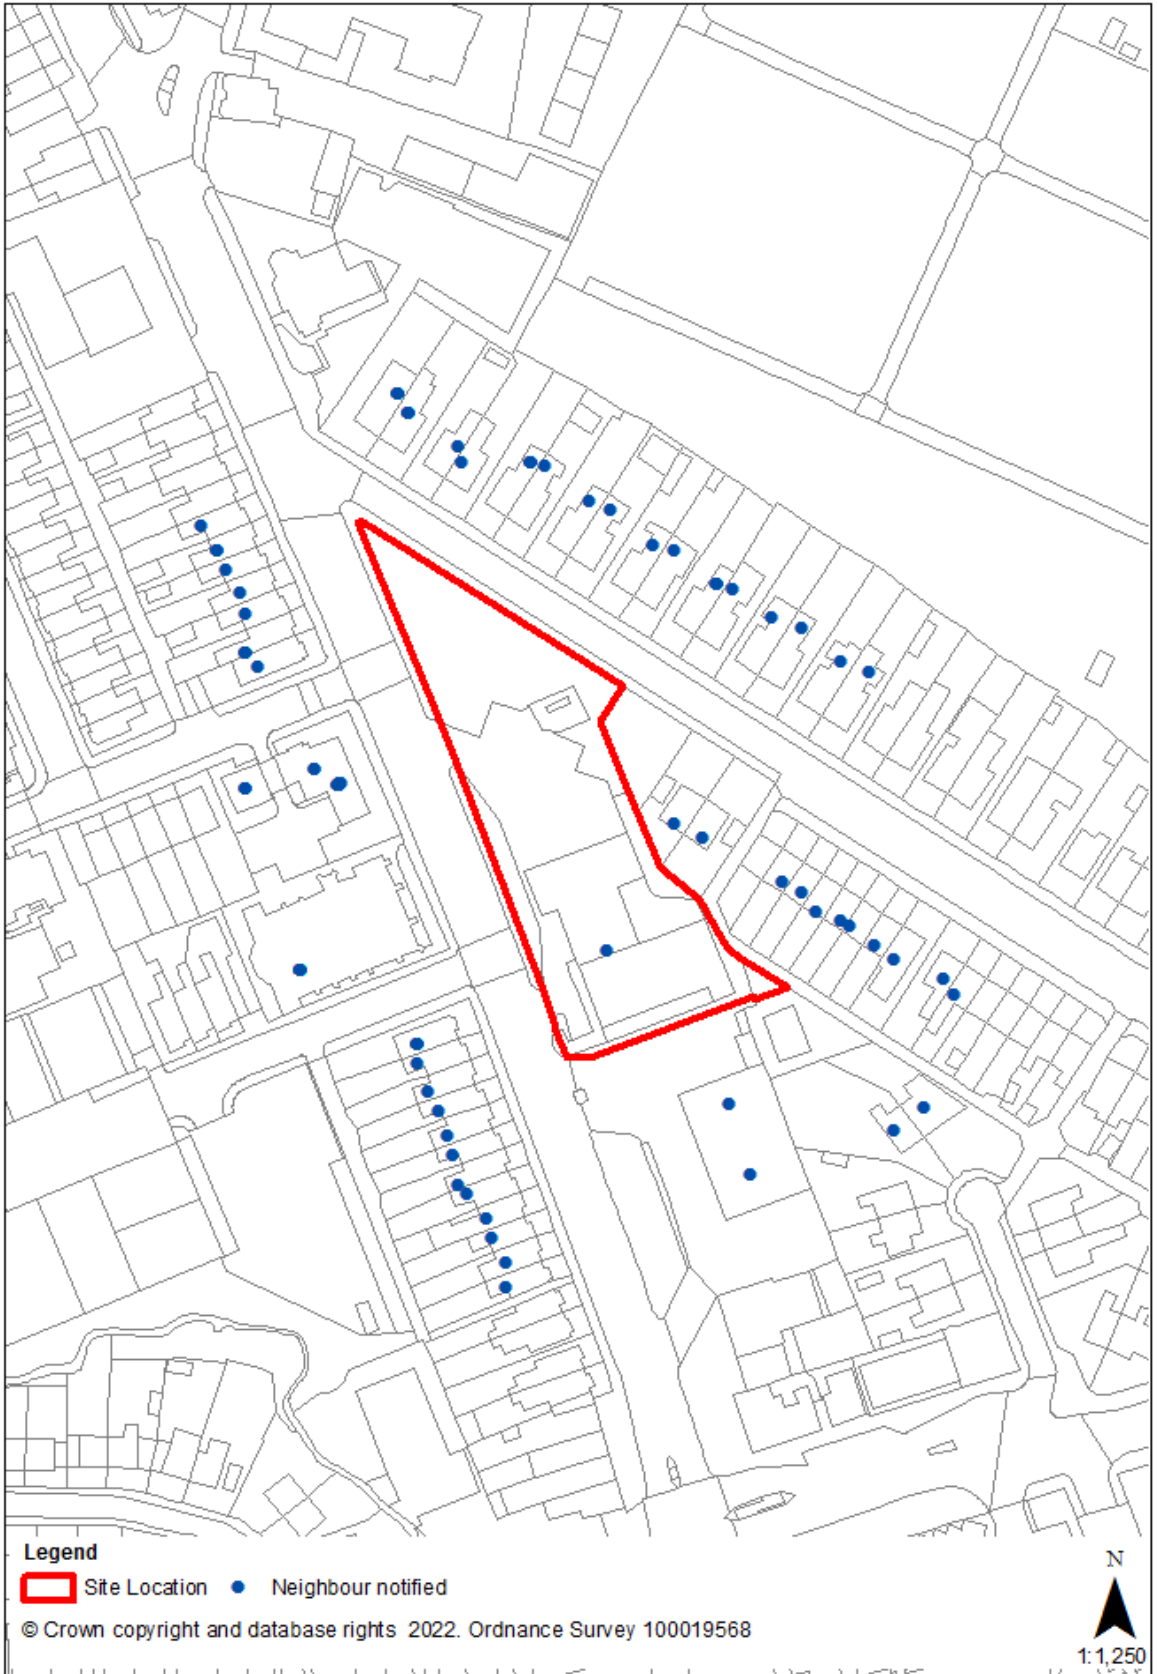 Legend
Site Location Neighbour notified
© Crown copyright and database rights 2022. Ordnance Survey 100019568
N
1:1,250